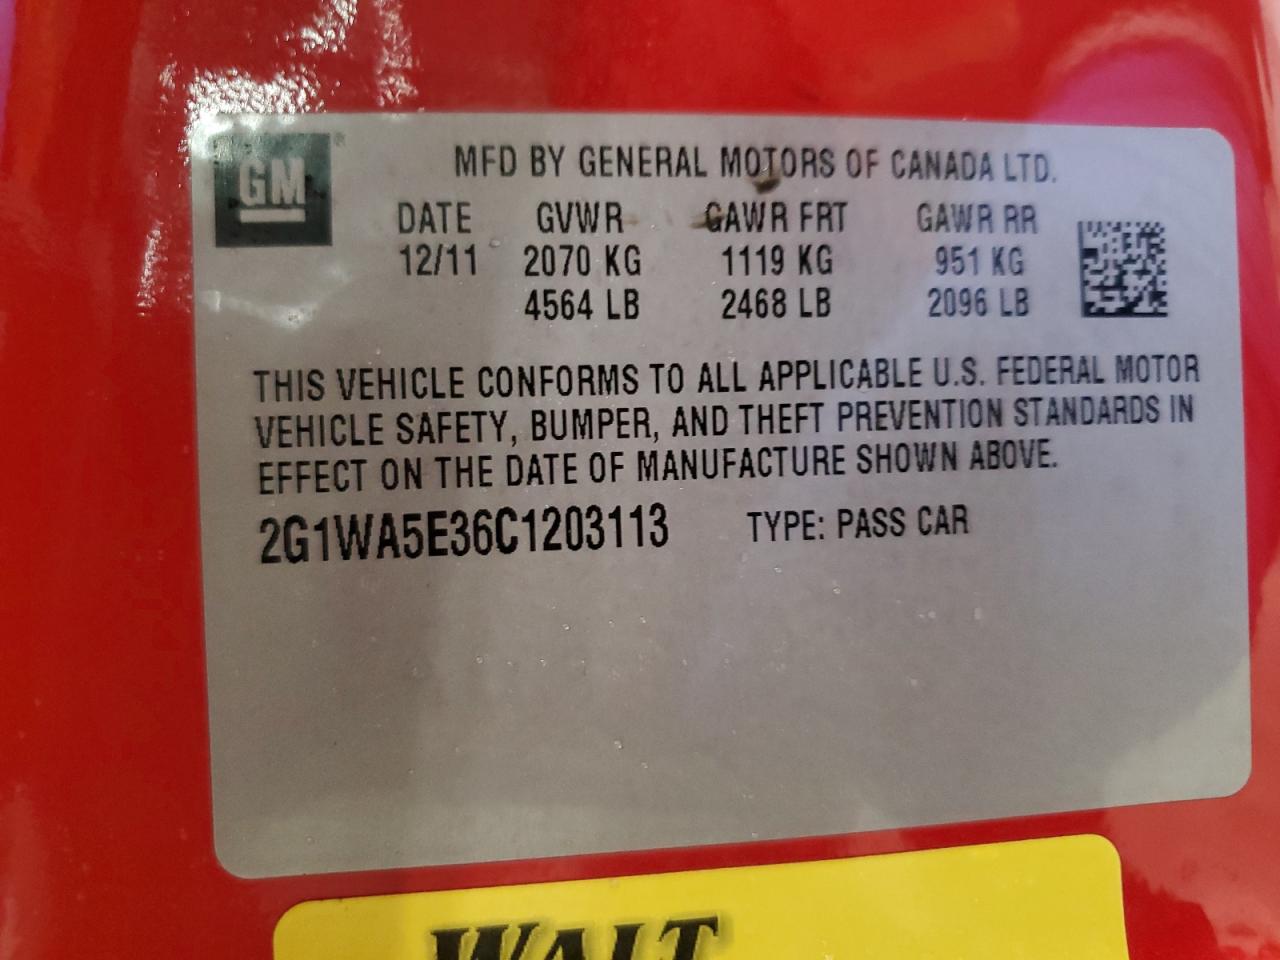 GM®
MFD BY GENERAL MOTORS OF CANADA LTD.
DATE GVWR GAWR FRT GAWR RR
12/11 2070 KG 1119 KG 951 KG
4564 LB 2468 LB 2096 LB
THIS VEHICLE CONFORMS TO ALL APPLICABLE U.S. FEDERAL MOTOR
VEHICLE SAFETY, BUMPER, AND THEFT PREVENTION STANDARDS IN
EFFECT ON THE DATE OF MANUFACTURE SHOWN ABOVE.
2G1WA5E36C1203113 TYPE: PASS CAR
WALT